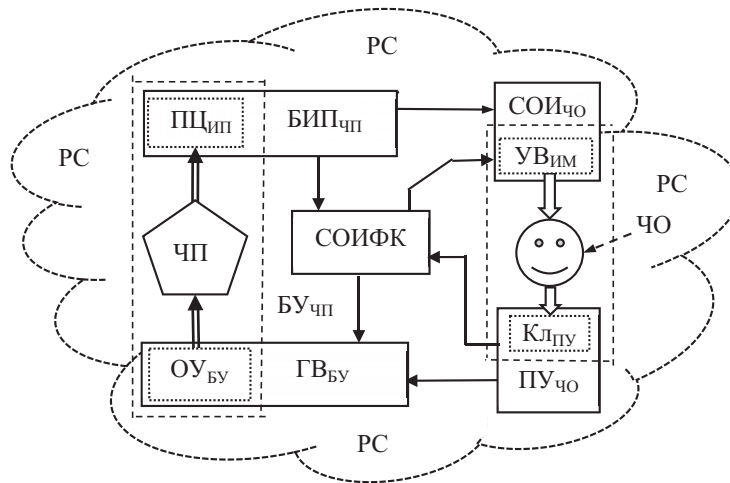 РС
ПЦИП
БИПЧП
СОИЧО
РС
УВИМ
РС
ЧП
СОИФК
ЧО
БУЧП
КлПУ
ОУБУ
ГВБУ
ПУЧО
РС